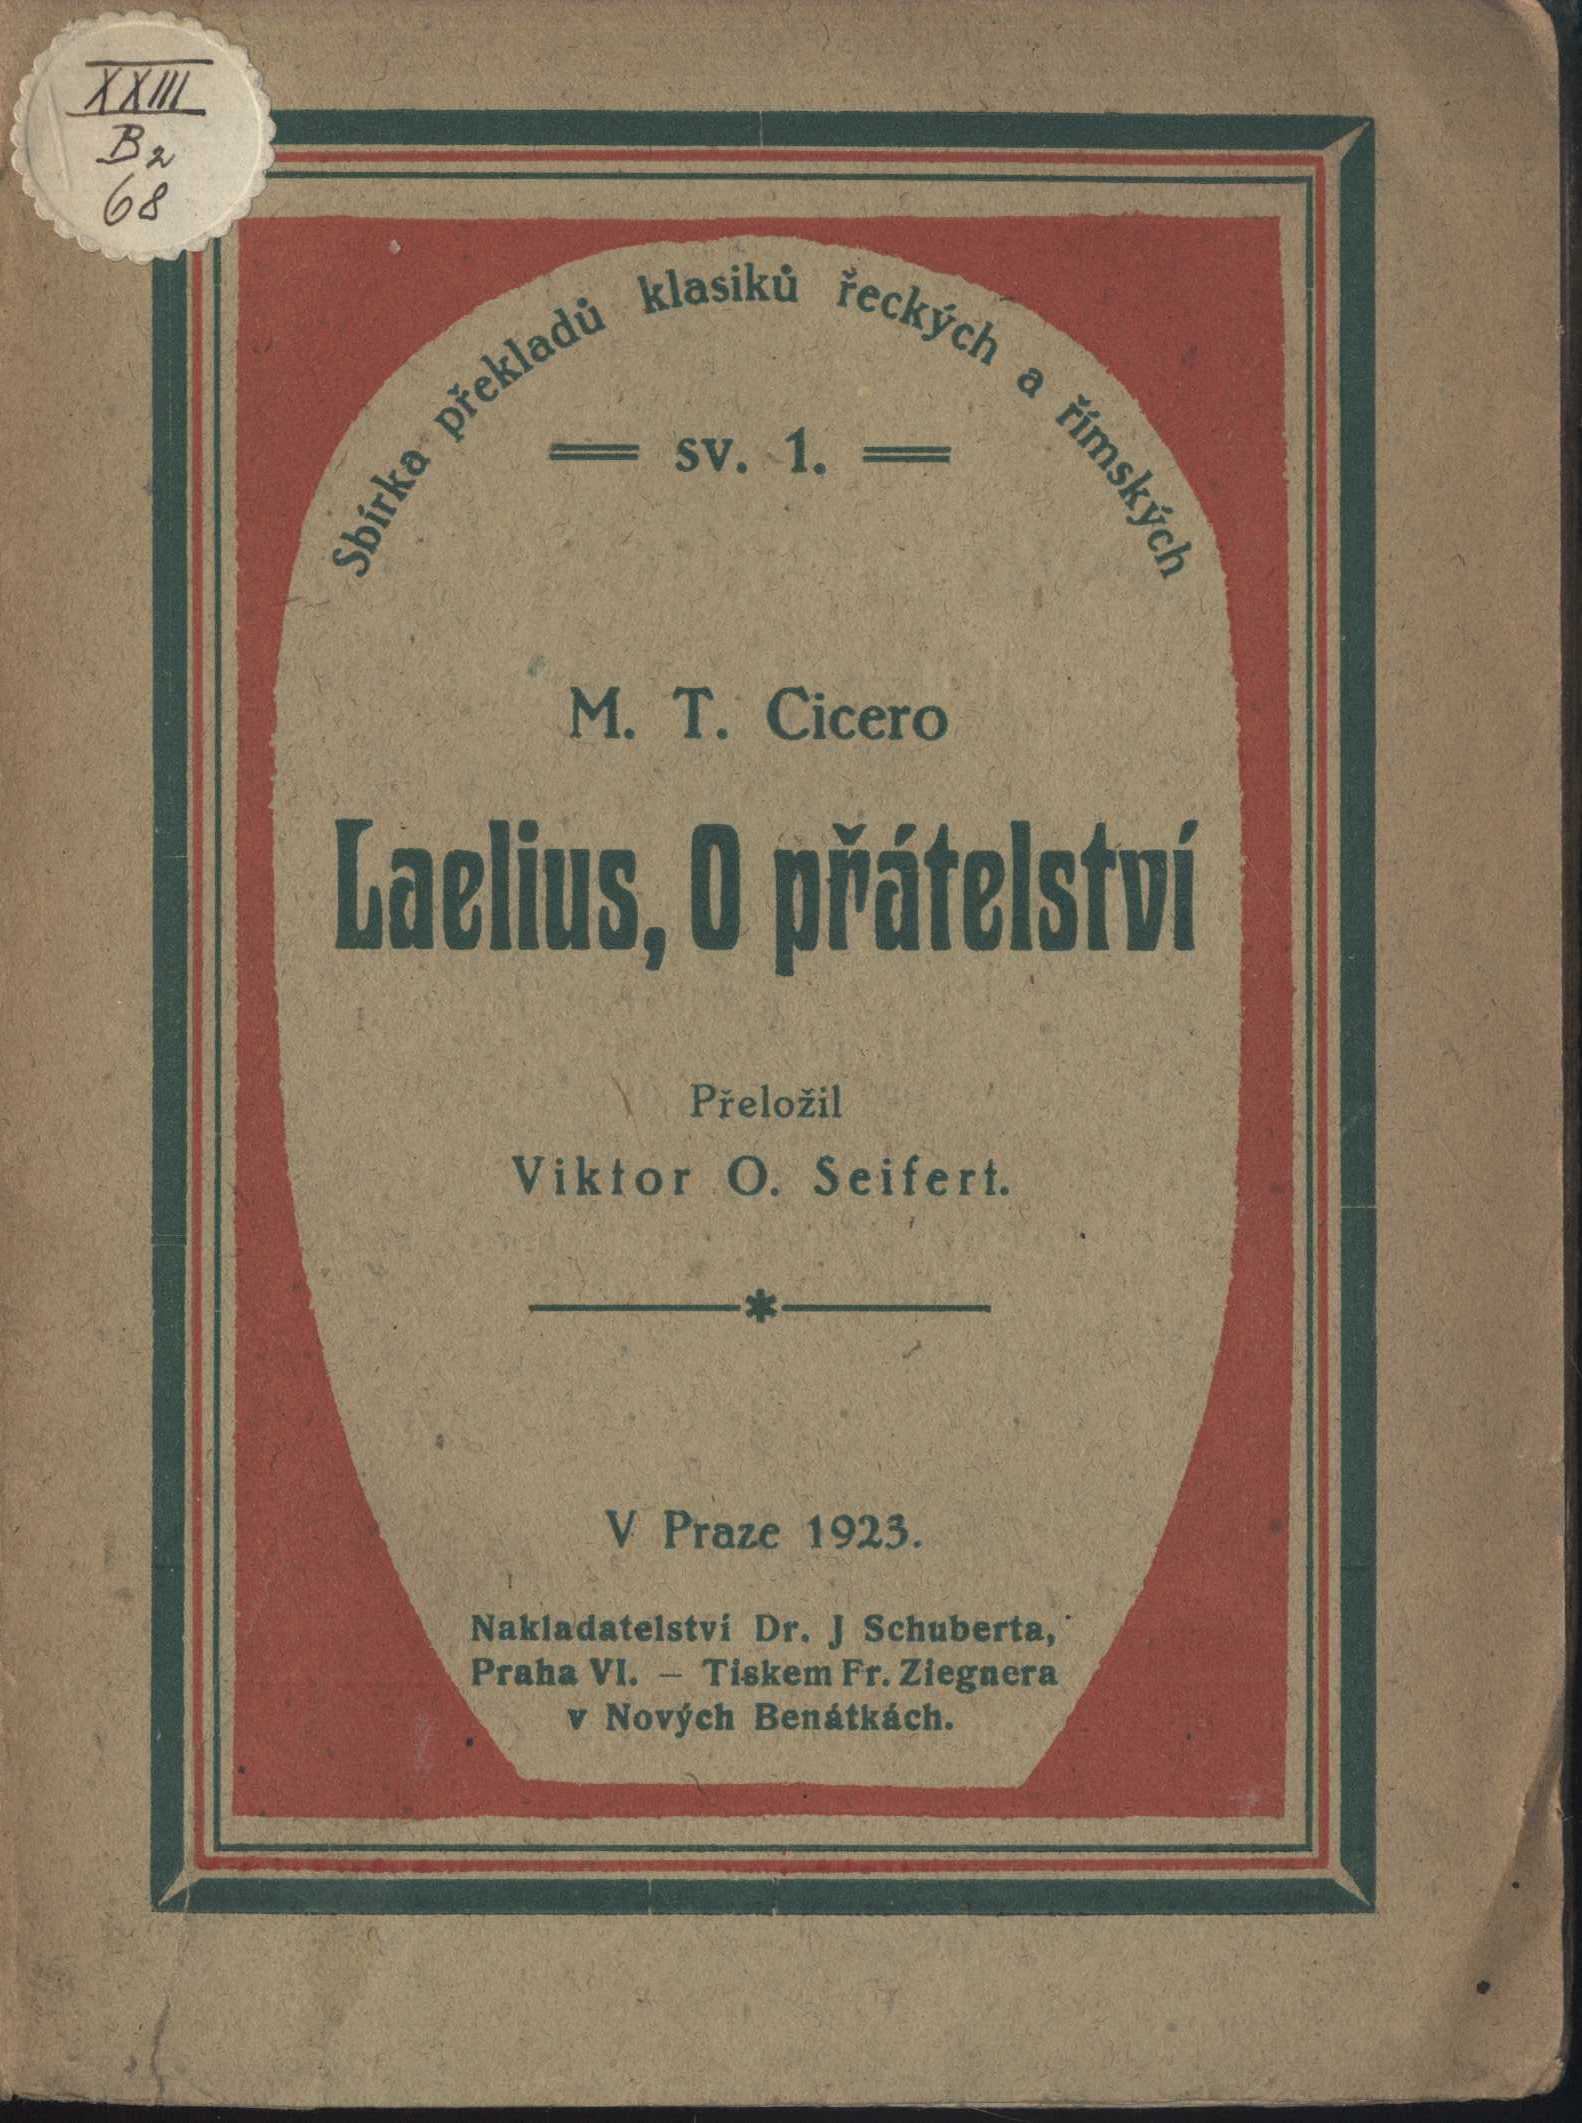 XXIII
B2
68
Sbírka překladů klasiků řeckých a římských
sv. 1.
M. T. Cicero
Laelius, O přátelství
Přeložil
Viktor O. Seifert.
V Praze 1923.
Nakladatelství Dr. J Schuberta,
Praha VI. – Tiskem Fr. Ziegnera
v Nových Benátkách.